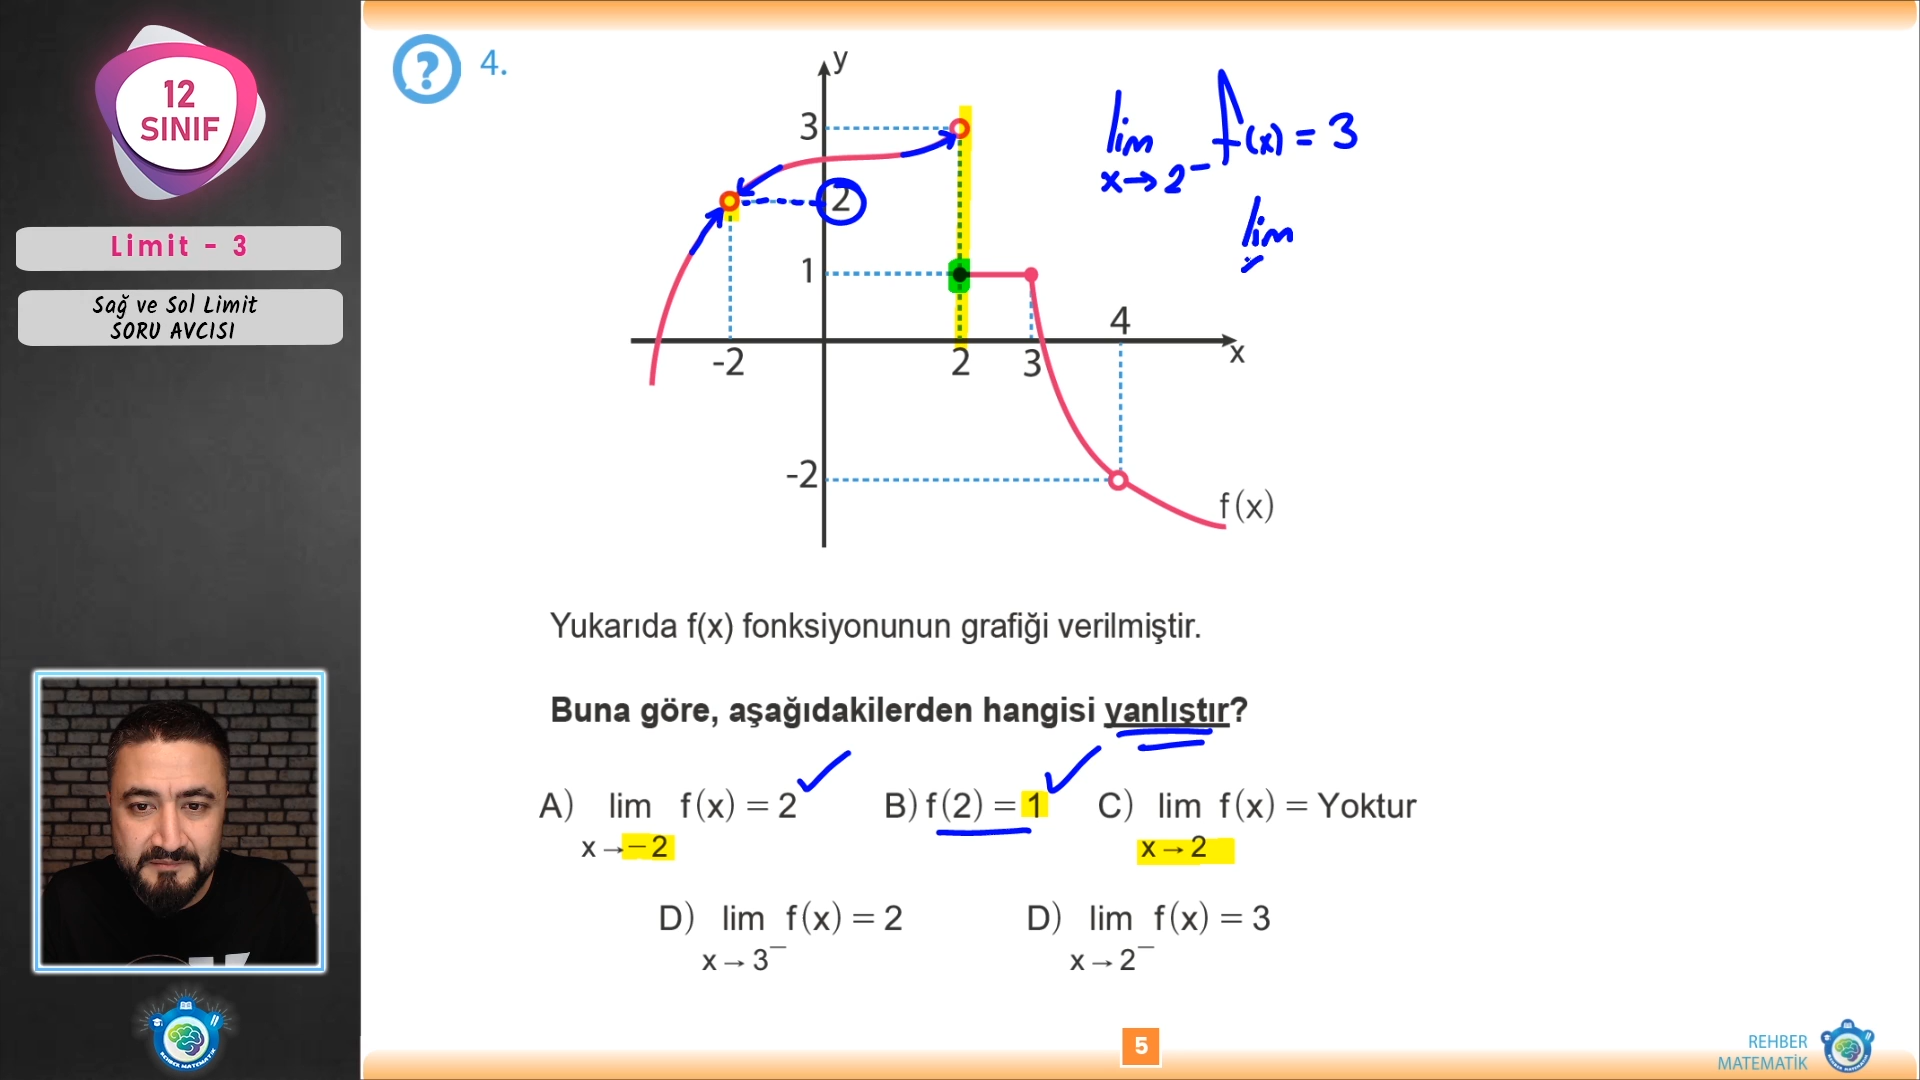 12
SINIF
Limit - 3
Sağ ve Sol Limit
SORU AVCISI
4.
y
3
2
1
-2
2
3
4
x
-2
f(x)
lim f(x) = 3
x→2⁻
lim
Yukarıda f(x) fonksiyonunun grafiği verilmiştir.
Buna göre, aşağıdakilerden hangisi yanlıştır?
A) lim f(x) = 2 B) f(2) = 1 C) lim f(x) = Yoktur
x→-2 x→2
D) lim f(x) = 2 D) lim f(x) = 3
x→3⁻ x→2⁻
5
REHBER
MATEMATİK
REHBER MATEMATİK